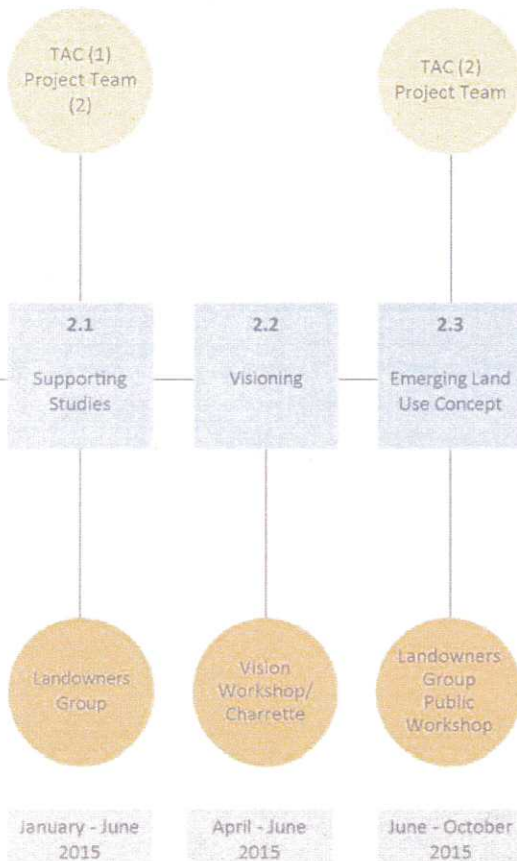 TAC (1)
Project Team
(2)
TAC (2)
Project Team
2.1
Supporting
Studies
2.2
Visioning
2.3
Emerging Land
Use Concept
Landowners
Group
Vision
Workshop/
Charrette
Landowners
Group
Public
Workshop
January - June
2015
April - June
2015
June - October
2015